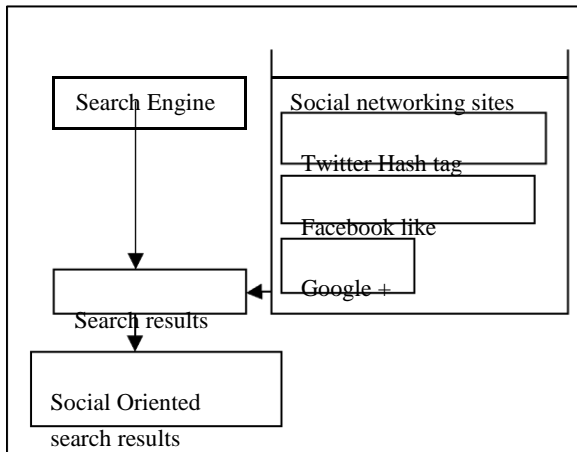 Search Engine
Social networking sites
Twitter Hash tag
Facebook like
Google +
Search results
Social Oriented
search results